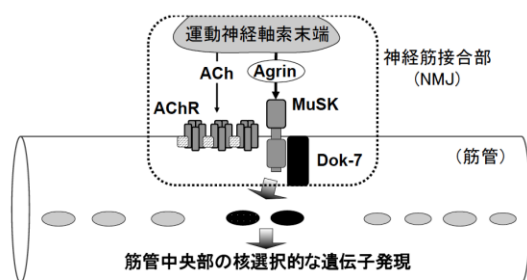 運動神経軸索末端
神経筋接合部
(NMJ)
ACh
Agrin
AChR
MuSK
Dok-7
(筋管)
筋管中央部の核選択的な遺伝子発現